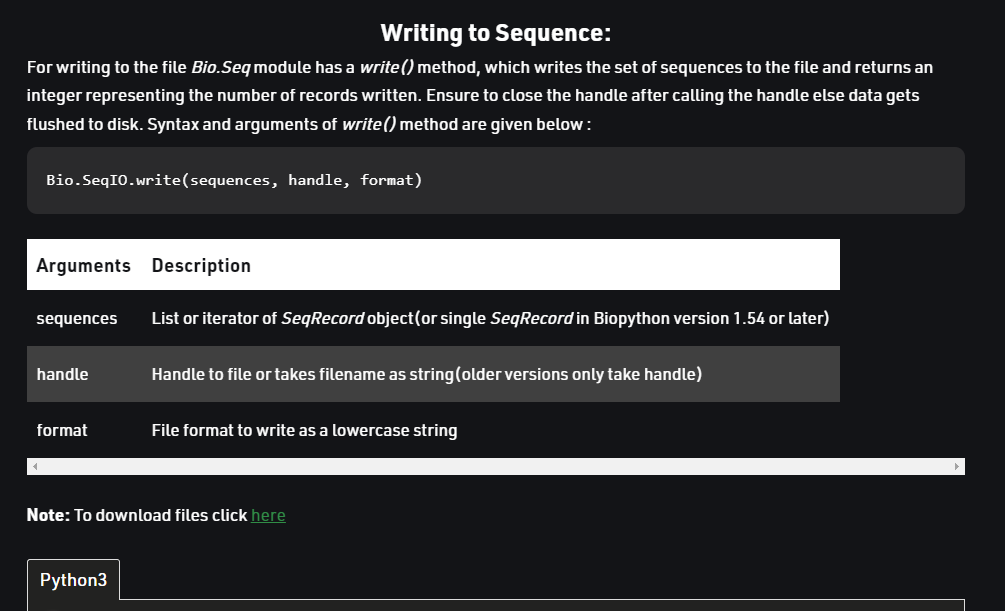 Writing to Sequence:
For writing to the file Bio.Seq module has a write() method, which writes the set of sequences to the file and returns an
integer representing the number of records written. Ensure to close the handle after calling the handle else data gets
flushed to disk. Syntax and arguments of write() method are given below :
Bio.SeqIO.write(sequences, handle, format)
Arguments Description
sequences List or iterator of SeqRecord object(or single SeqRecord in Biopython version 1.54 or later)
handle Handle to file or takes filename as string(older versions only take handle)
format File format to write as a lowercase string
Note: To download files click here
Python3